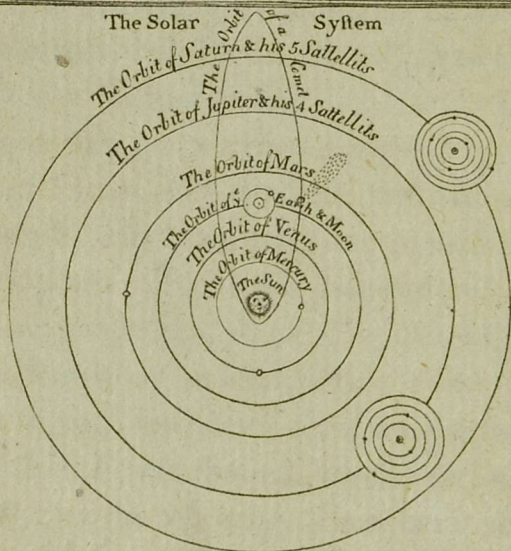 The Solar Syſtem
The Orbit of a Comet
The Orbit of Saturn & his 5 Sattellits
The Orbit of Jupiter & his 4 Sattellits
The Orbit of Mars
The Orbit of yᵉ Earth & Moon
The Orbit of Venus
The Orbit of Mercury
The Sun